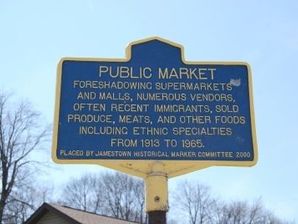 PUBLIC MARKET
FORESHADOWING SUPERMARKETS
AND MALLS, NUMEROUS VENDORS,
OFTEN RECENT IMMIGRANTS, SOLD
PRODUCE, MEATS, AND OTHER FOODS
INCLUDING ETHNIC SPECIALTIES
FROM 1913 TO 1965.
PLACED BY JAMESTOWN HISTORICAL MARKER COMMITTEE 2000